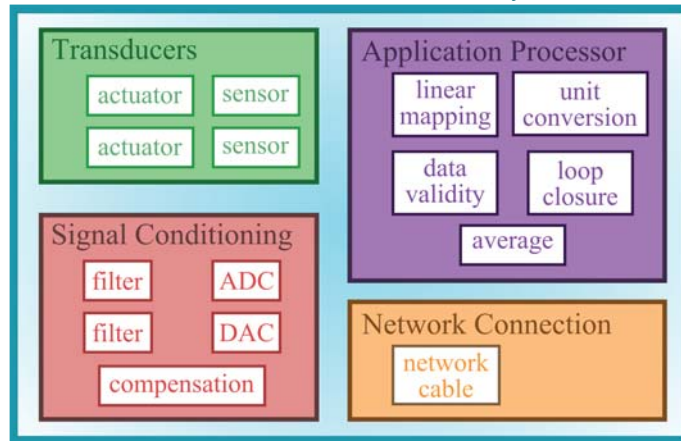 Transducers
actuator
sensor
actuator
sensor
Application Processor
linear
mapping
unit
conversion
data
validity
loop
closure
average
Signal Conditioning
filter
ADC
filter
DAC
compensation
Network Connection
network
cable